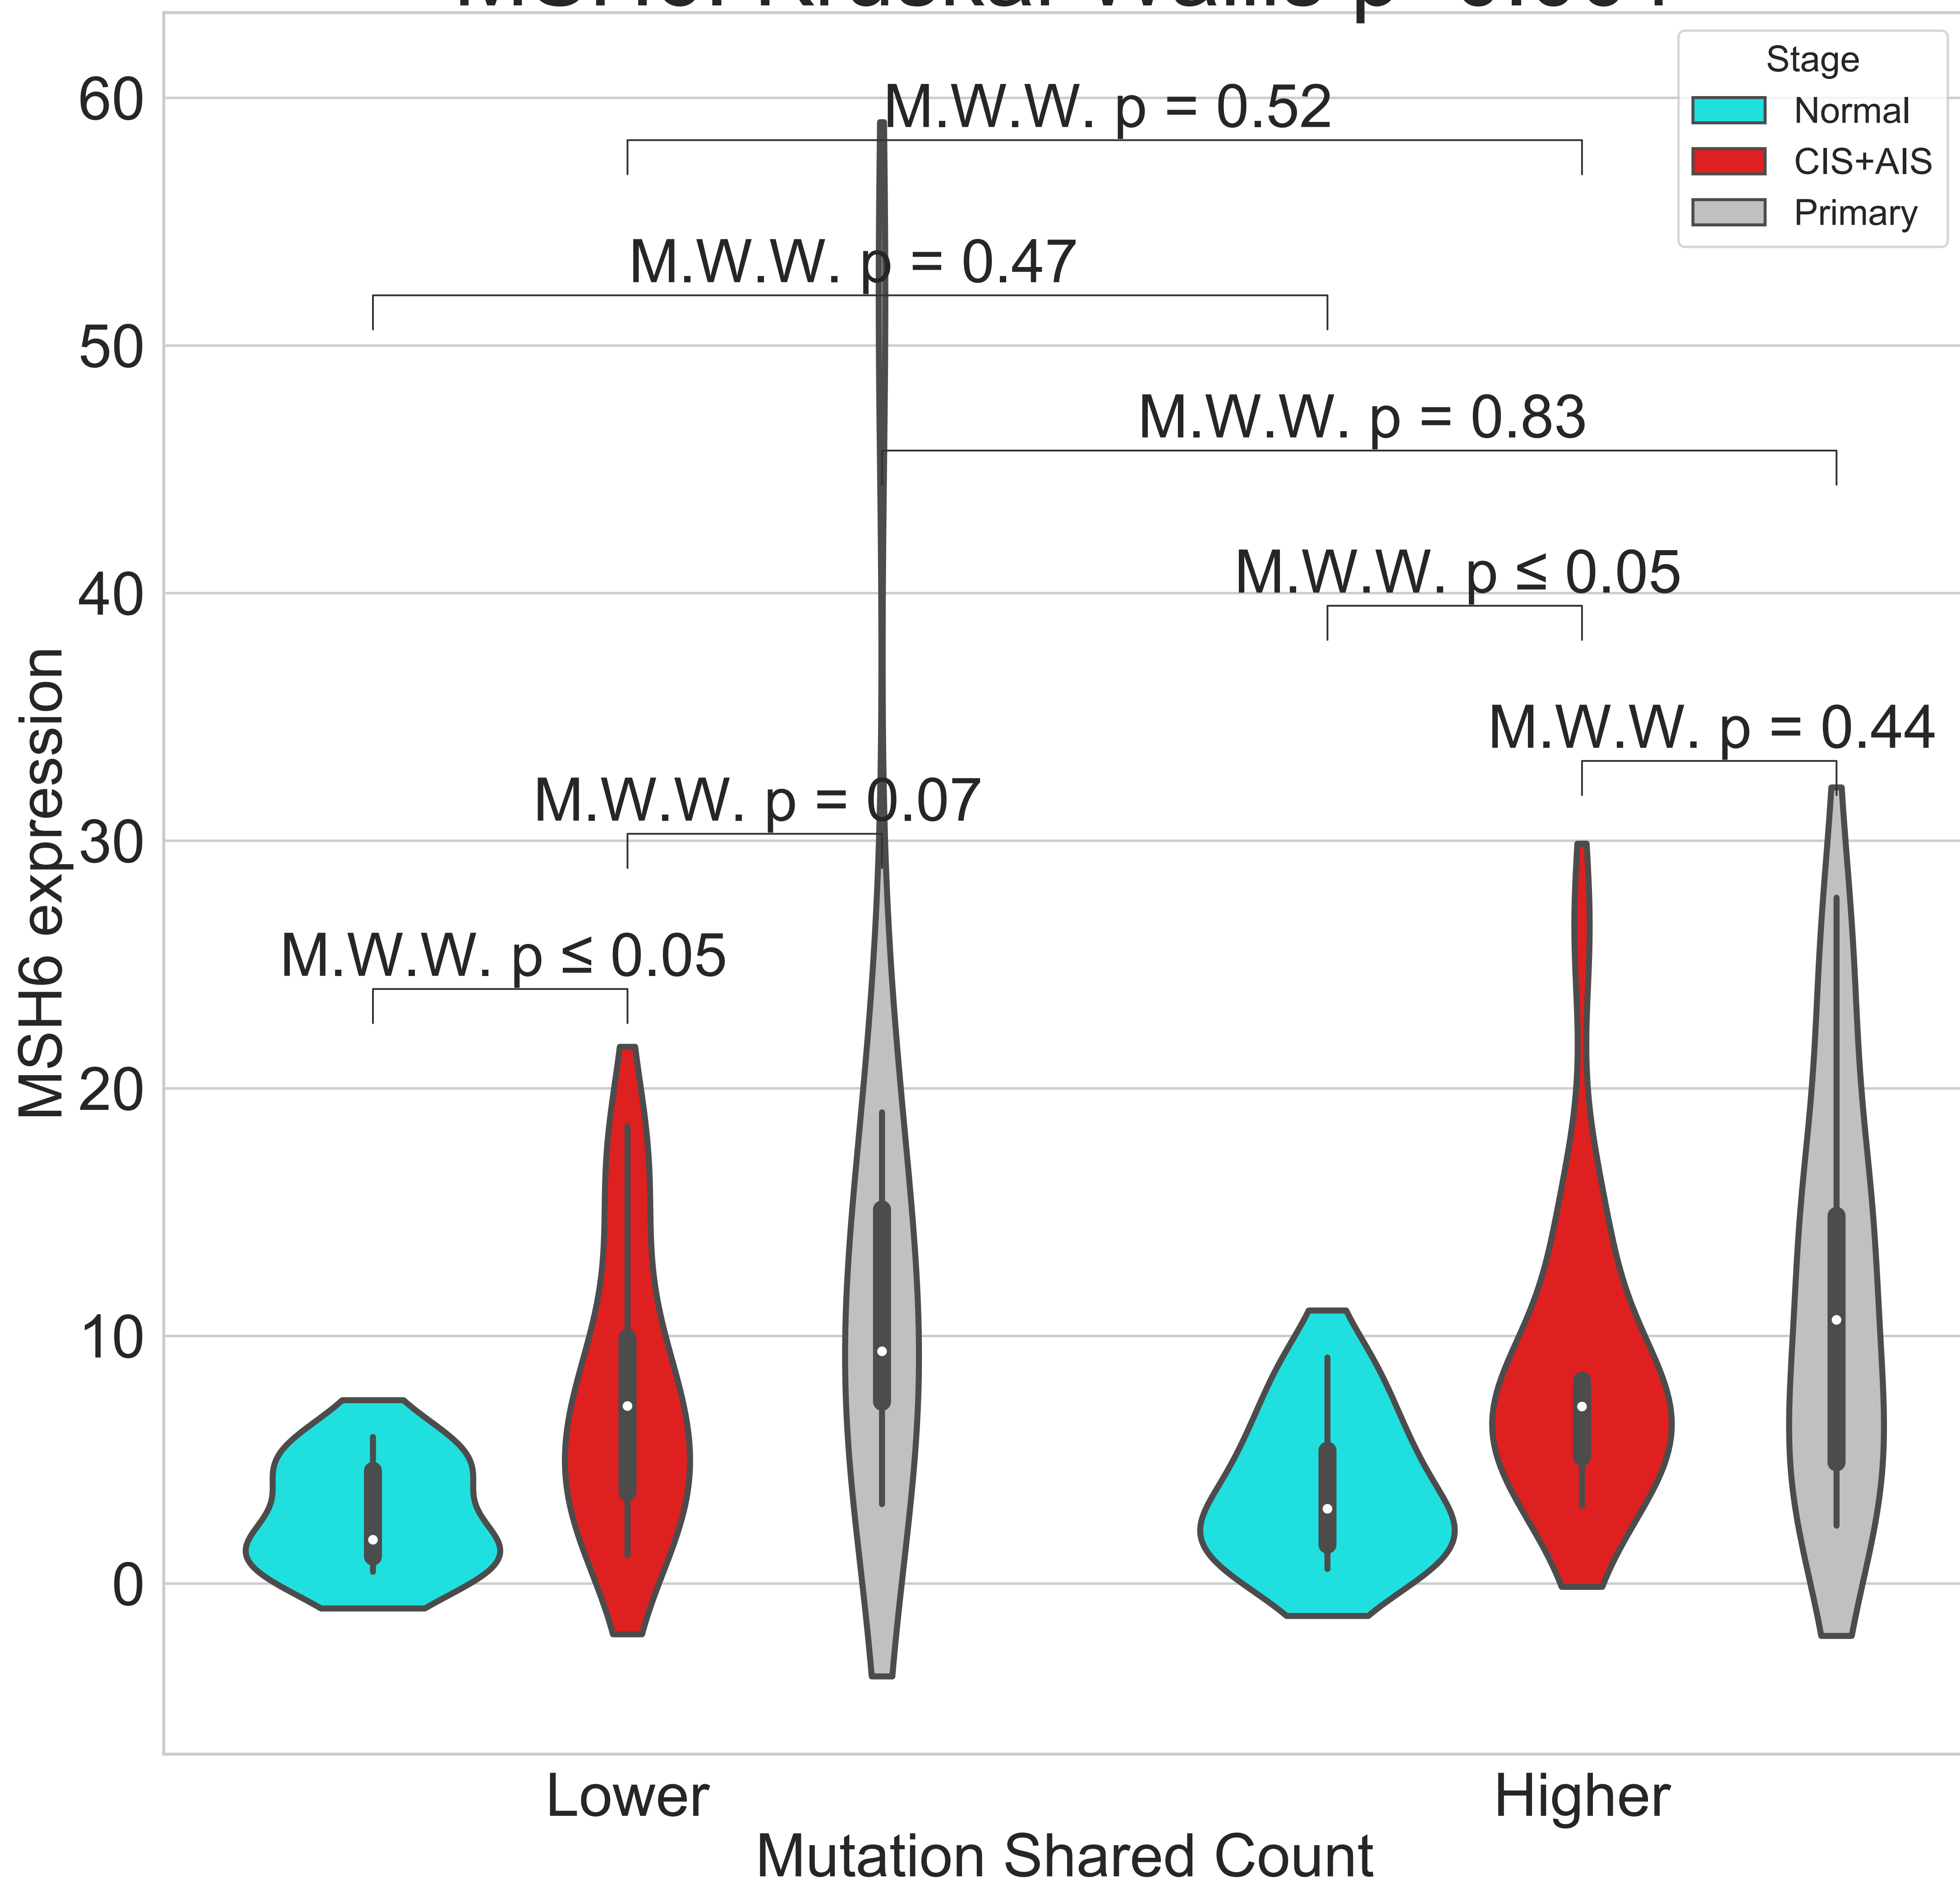 60
50
40
30
20
10
0
MSH6 expression
M.W.W. p = 0.52
M.W.W. p = 0.47
M.W.W. p = 0.83
M.W.W. p ≤ 0.05
M.W.W. p = 0.44
M.W.W. p = 0.07
M.W.W. p ≤ 0.05
Stage
Normal
CIS+AIS
Primary
Lower
Higher
Mutation Shared Count